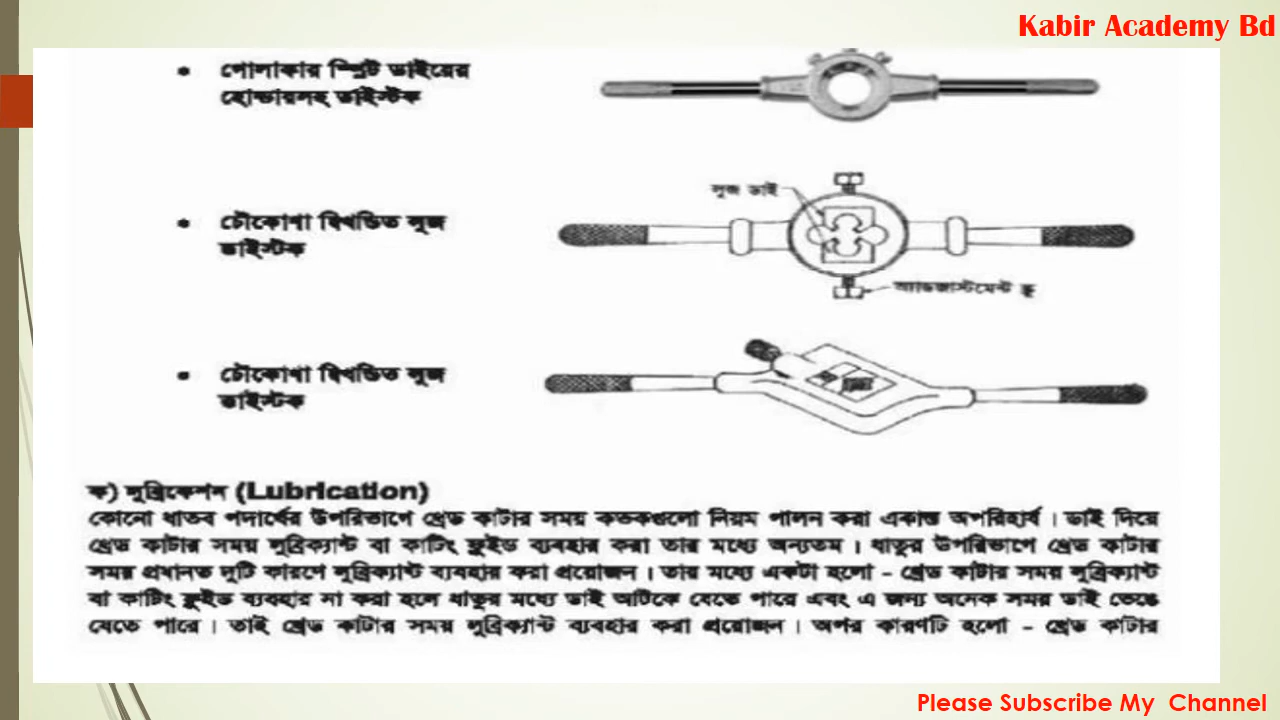 Kabir Academy Bd
গোলাকার স্প্লিট ডাইয়ের
হোল্ডারসহ ডাইস্টক
লুজ ডাই
চৌকোণা দ্বিখন্ডিত লুজ
ডাইস্টক
অ্যাডজাস্টমেন্ট স্ক্রু
চৌকোণা দ্বিখন্ডিত লুজ
ডাইস্টক
ক) লুব্রিকেশন (Lubrication)
কোনো ধাতব পদার্থের উপরিভাগে থ্রেড কাটার সময় কতকগুলো নিয়ম পালন করা একান্ত অপরিহার্য । ডাই দিয়ে
থ্রেড কাটার সময় লুব্রিক্যান্ট বা কাটিং ফ্লুইড ব্যবহার করা তার মধ্যে অন্যতম । ধাতুর উপরিভাগে থ্রেড কাটার
সময় প্রধানত দুটি কারণে লুব্রিক্যান্ট ব্যবহার করা প্রয়োজন । তার মধ্যে একটা হলো – থ্রেড কাটার সময় লুব্রিক্যান্ট
বা কাটিং ফ্লুইড ব্যবহার না করা হলে ধাতুর মধ্যে ডাই আটকে যেতে পারে এবং এ জন্য অনেক সময় ডাই ভেঙ্গে
যেতে পারে । তাই থ্রেড কাটার সময় লুব্রিক্যান্ট ব্যবহার করা প্রয়োজন । অপর কারণটি হলো – থ্রেড কাটার
Please Subscribe My Channel